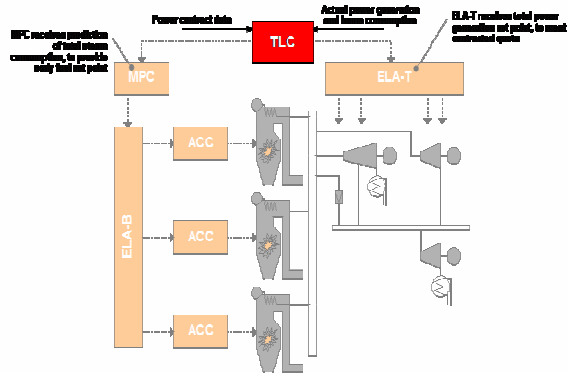 Power contract data
Actual power generation
and home consumption
ELA-T receives total power
generation set point, to meet
contracted quota
MPC receives prediction
of total steam
consumption, to provide
early fuel set point
TLC
MPC
ELA-T
ELA-B
ACC
ACC
ACC